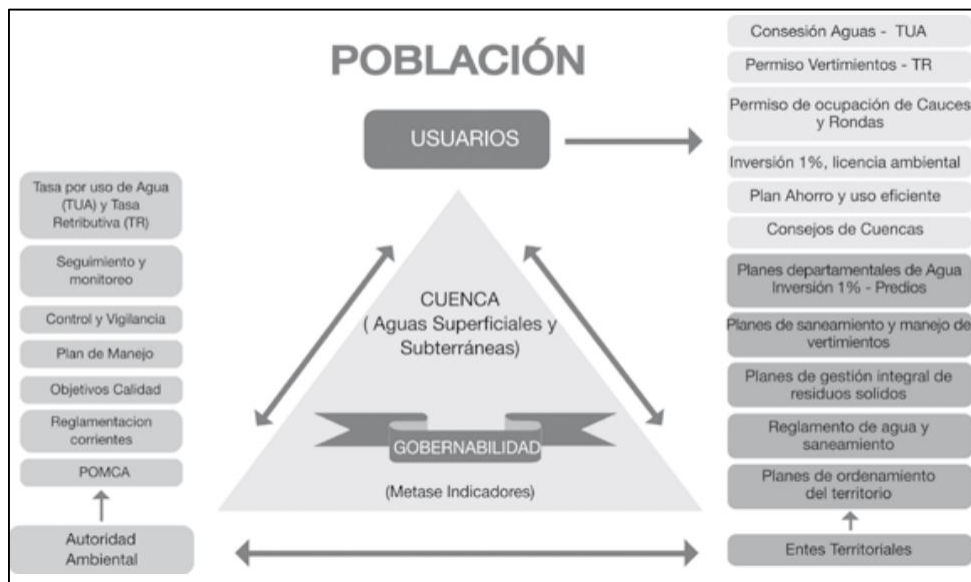 POBLACIÓN
USUARIOS
Tasa por uso de Agua
(TUA) y Tasa
Retributiva (TR)
Seguimiento y
monitoreo
Control y Vigilancia
Plan de Manejo
Objetivos Calidad
Reglamentacion
corrientes
POMCA
Autoridad
Ambiental
CUENCA
( Aguas Superficiales y
Subterráneas)
GOBERNABILIDAD
(Metase Indicadores)
Consesión Aguas - TUA
Permiso Vertimientos - TR
Permiso de ocupación de Cauces
y Rondas
Inversión 1%, licencia ambiental
Plan Ahorro y uso eficiente
Consejos de Cuencas
Planes departamentales de Agua
Inversión 1% - Predios
Planes de saneamiento y manejo de
vertimientos
Planes de gestión integral de
residuos solidos
Reglamento de agua y
saneamiento
Planes de ordenamiento
del territorio
Entes Territoriales